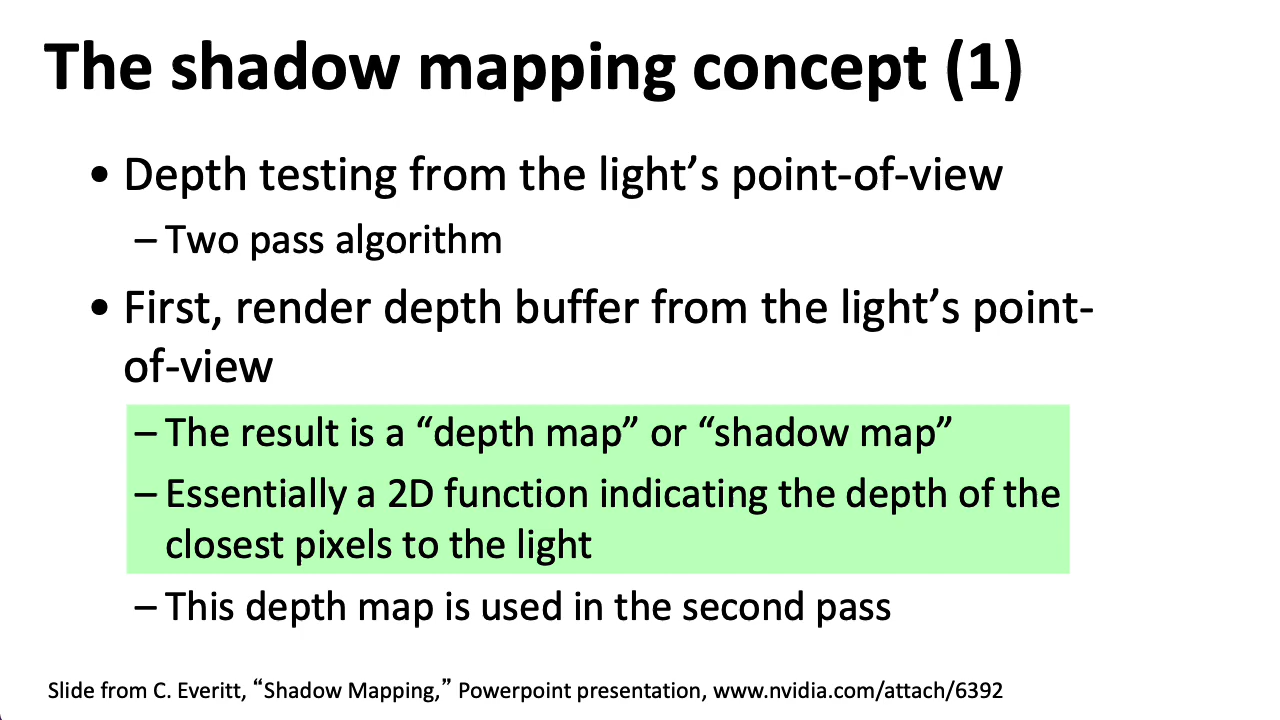 The shadow mapping concept (1)
• Depth testing from the light’s point-of-view
– Two pass algorithm
• First, render depth buffer from the light’s point-
of-view
– The result is a “depth map” or “shadow map”
– Essentially a 2D function indicating the depth of the
closest pixels to the light
– This depth map is used in the second pass
Slide from C. Everitt, “Shadow Mapping,” Powerpoint presentation, www.nvidia.com/attach/6392